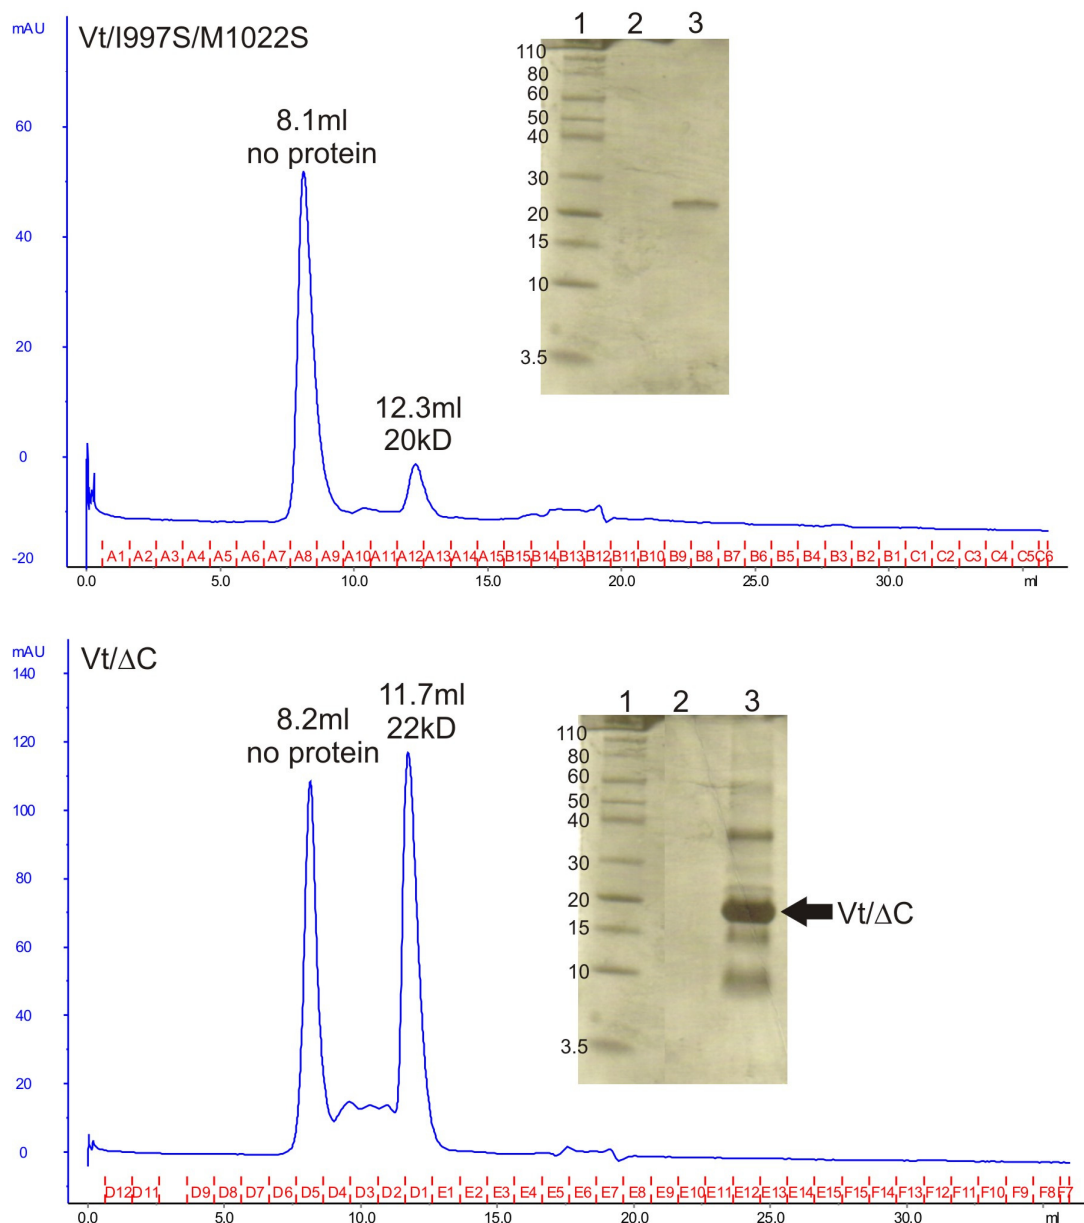 mAU
Vt/I997S/M1022S
60
40
20
0
-20
8.1ml
no protein
12.3ml
20kD
1 2 3
110
80
60
50
40
30
20
15
10
3.5
A1 A2 A3 A4 A5 A6 A7 A8 A9 A10 A11 A12 A13 A14 A15 B15 B14 B13 B12 B11 B10 B9 B8 B7 B6 B5 B4 B3 B2 B1 C1 C2 C3 C4 C5 C6
0.0 5.0 10.0 15.0 20.0 25.0 30.0 ml
mAU
Vt/ΔC
140
120
100
80
60
40
20
0
8.2ml
no protein
11.7ml
22kD
1 2 3
110
80
60
50
40
30
20
15
10
3.5
Vt/ΔC
D12 D11 D9 D8 D7 D6 D5 D4 D3 D2 D1 E1 E2 E3 E4 E5 E6 E7 E8 E9 E10 E11 E12 E13 E14 E15 F15 F14 F13 F12 F11 F10 F9 F8 F7
0.0 5.0 10.0 15.0 20.0 25.0 30.0 ml